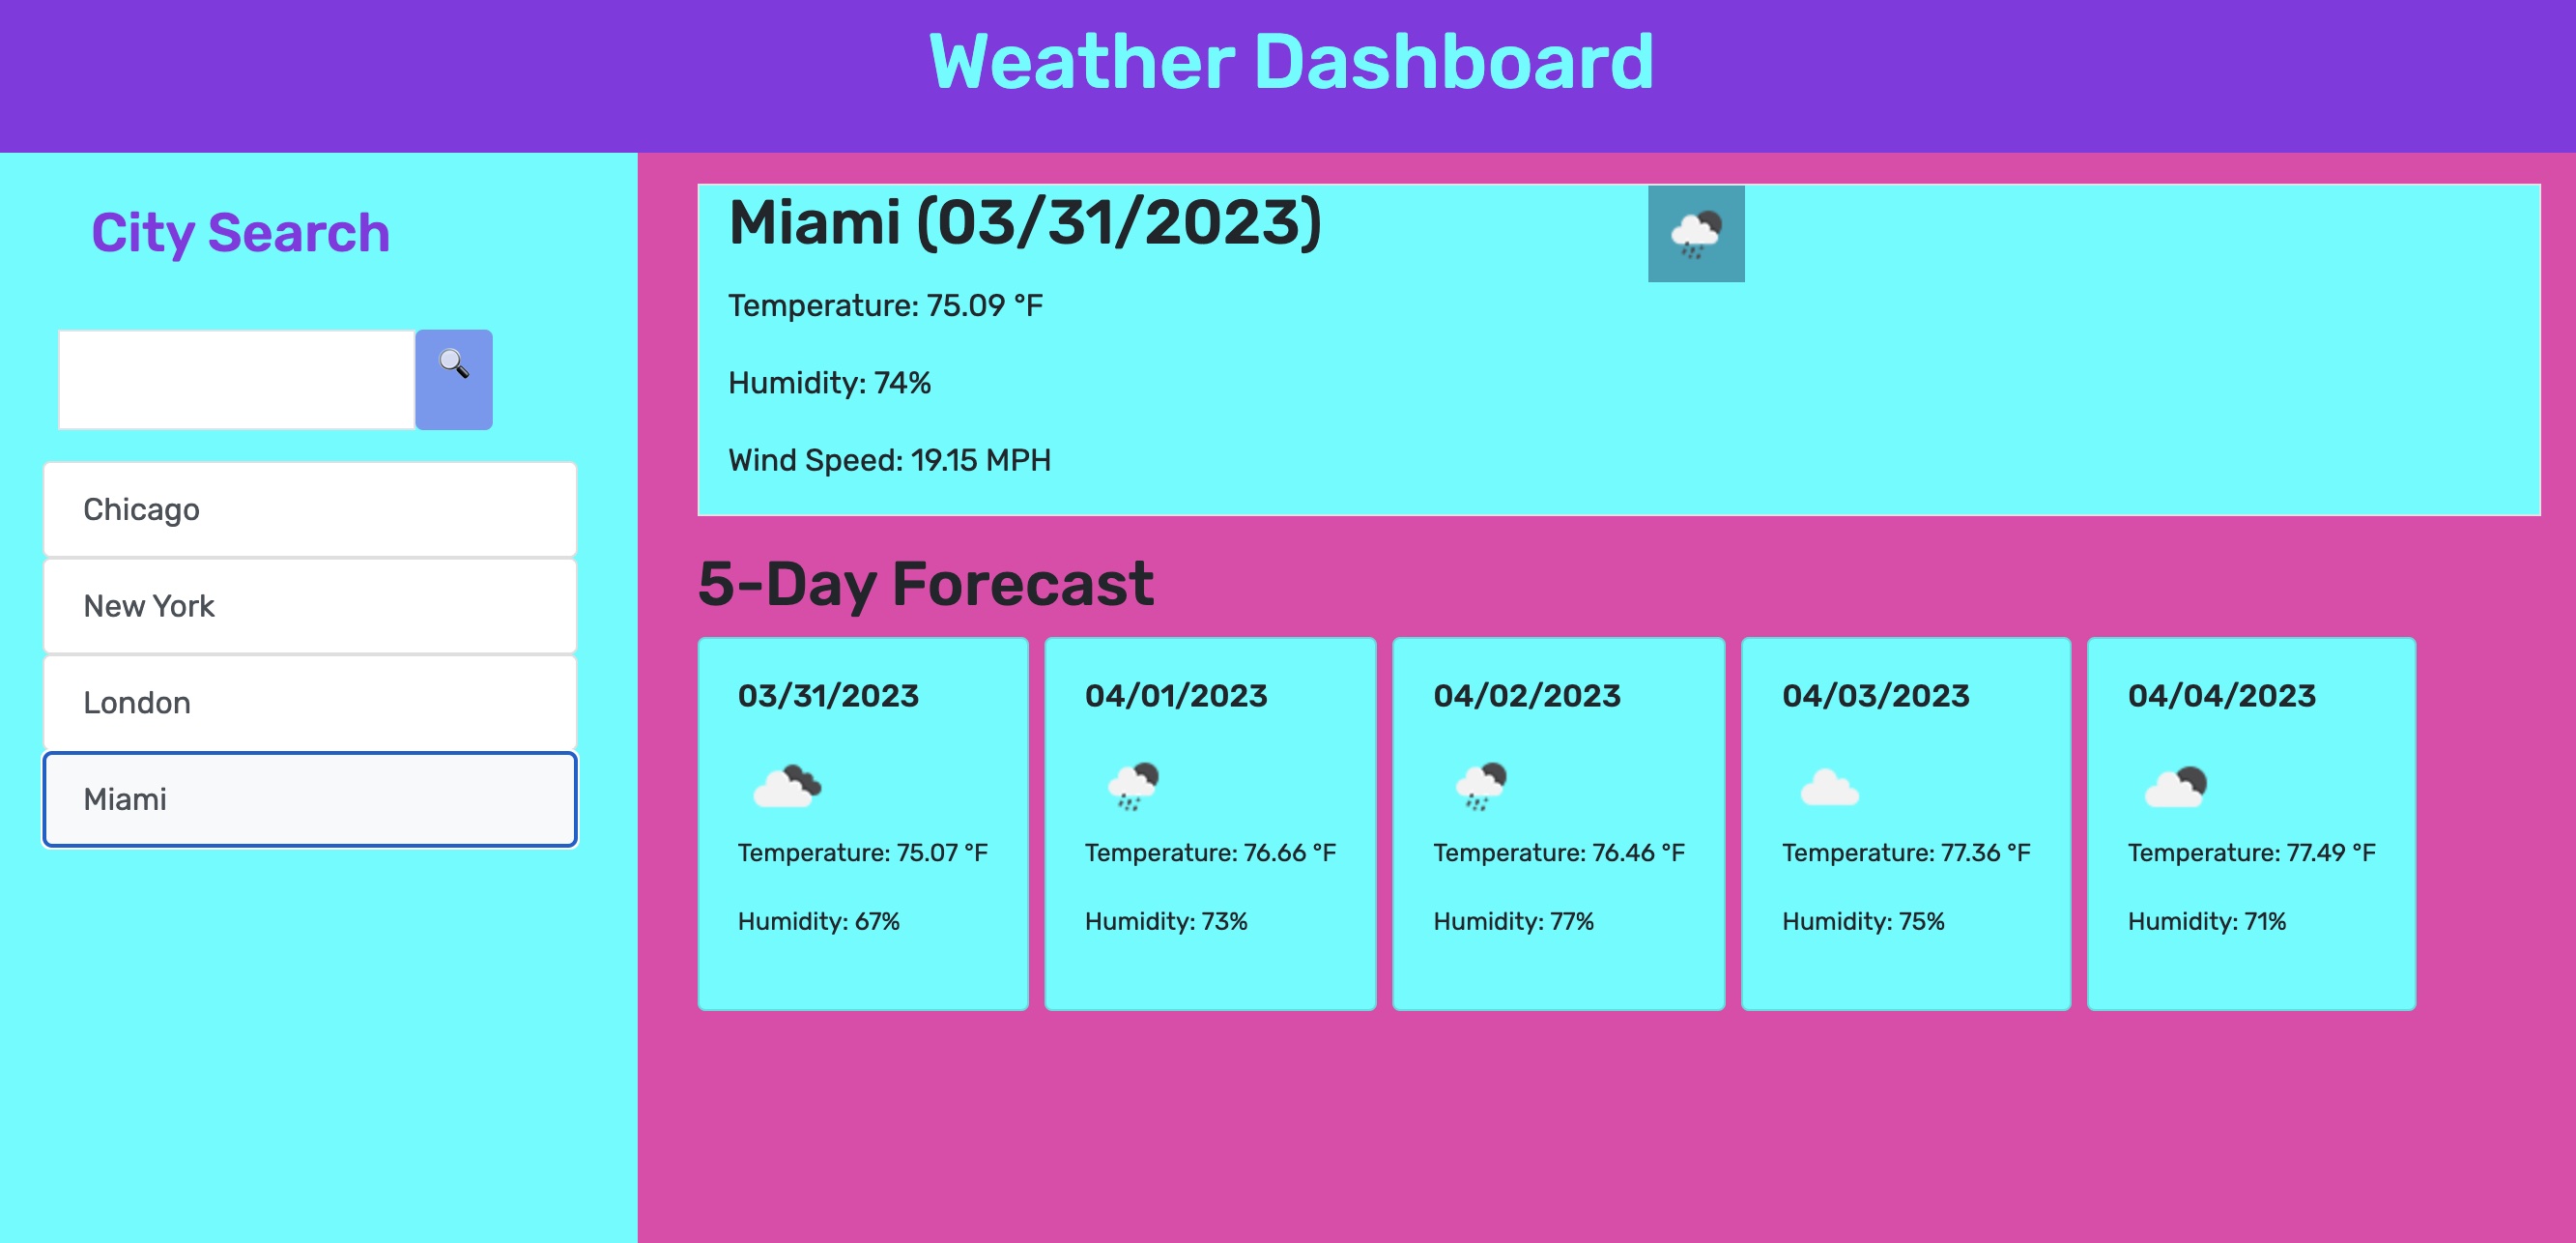 Weather Dashboard
City Search
Chicago
New York
London
Miami
Miami (03/31/2023)
Temperature: 75.09 °F
Humidity: 74%
Wind Speed: 19.15 MPH
5-Day Forecast
03/31/2023
Temperature: 75.07 °F
Humidity: 67%
04/01/2023
Temperature: 76.66 °F
Humidity: 73%
04/02/2023
Temperature: 76.46 °F
Humidity: 77%
04/03/2023
Temperature: 77.36 °F
Humidity: 75%
04/04/2023
Temperature: 77.49 °F
Humidity: 71%